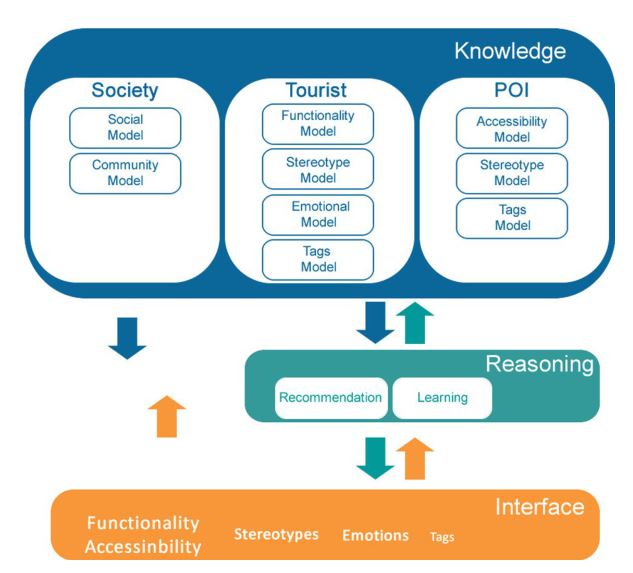 Knowledge
Society
Social
Model
Community
Model
Tourist
Functionality
Model
Stereotype
Model
Emotional
Model
Tags
Model
POI
Accessibility
Model
Stereotype
Model
Tags
Model
Reasoning
Recommendation
Learning
Interface
Functionality
Accessinbility
Stereotypes
Emotions
Tags